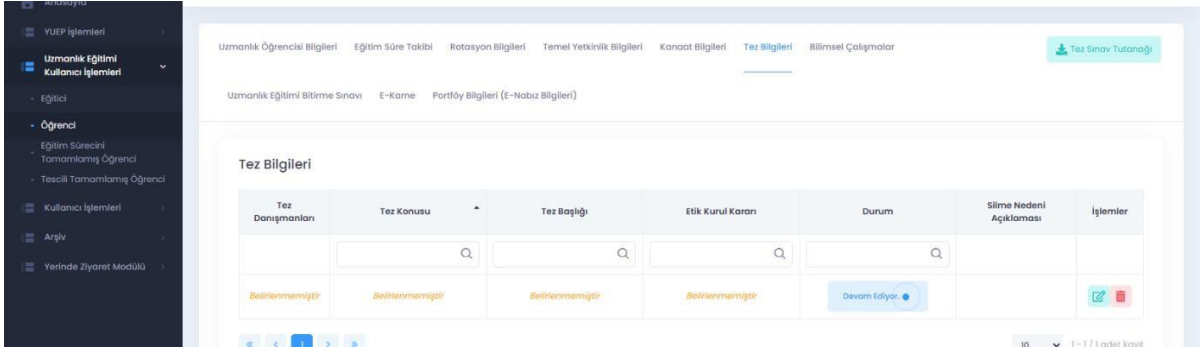 Anasayfa
YUEP İşlemleri
Uzmanlık Eğitimi
Kullanıcı İşlemleri
Eğitici
Öğrenci
Eğitim Sürecini
Tamamlamış Öğrenci
Tescili Tamamlamış Öğrenci
Kullanıcı İşlemleri
Arşiv
Yerinde Ziyaret Modülü
Uzmanlık Öğrencisi Bilgileri Eğitim Süre Takibi Rotasyon Bilgileri Temel Yetkinlik Bilgileri Kanaat Bilgileri Tez Bilgileri Bilimsel Çalışmalar
Tez Sınav Tutanağı
Uzmanlık Eğitimi Bitirme Sınavı E-Karne Portföy Bilgileri (E-Nabız Bilgileri)
Tez Bilgileri
Tez Danışmanları Tez Konusu Tez Başlığı Etik Kurul Kararı Durum Silme Nedeni Açıklaması İşlemler
Belirlenmemiştir Belirlenmemiştir Belirlenmemiştir Belirlenmemiştir Devam Ediyor.
« < 1 > » 10 1 - 1 / 1 adet kayıt